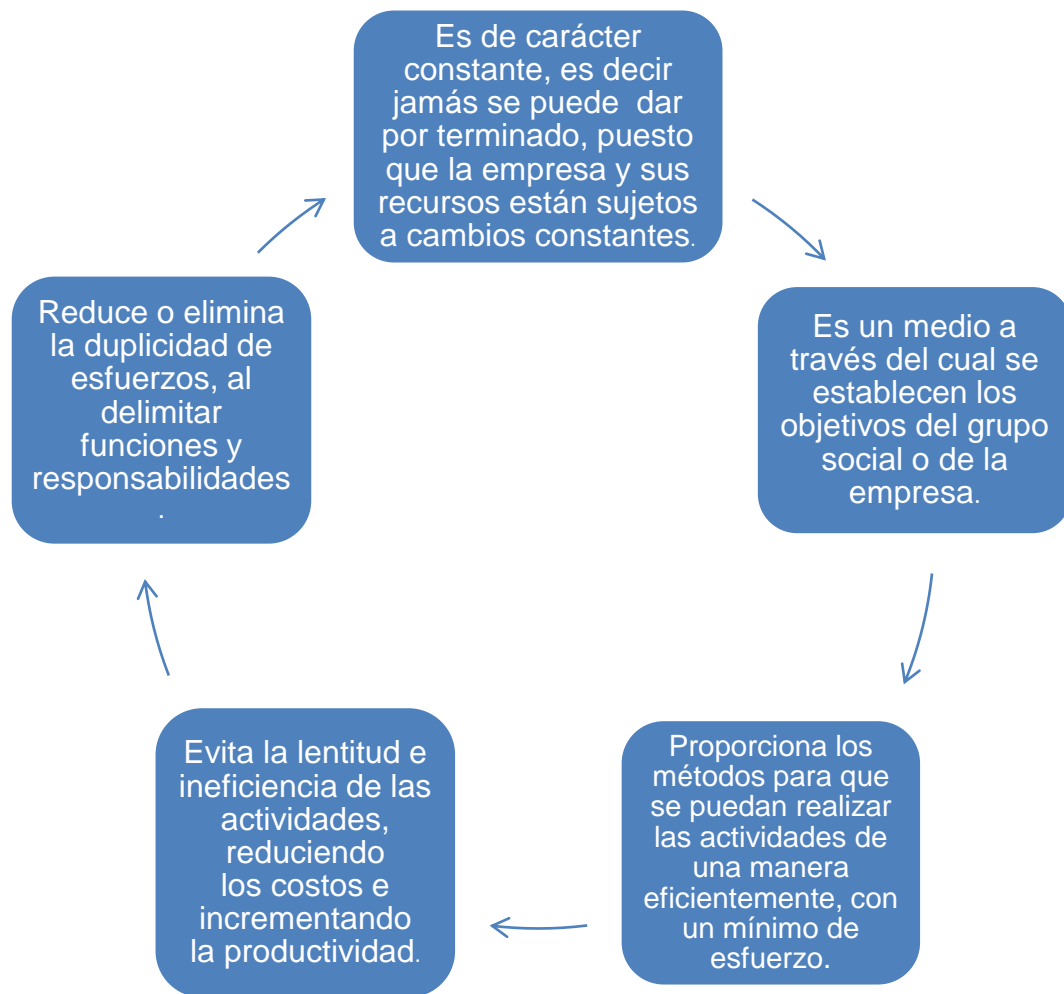 Es de carácter
constante, es decir
jamás se puede  dar
por terminado, puesto
que la empresa y sus
recursos están sujetos
a cambios constantes.
Es un medio a
través del cual se
establecen los
objetivos del grupo
social o de la
empresa.
Proporciona los
métodos para que
se puedan realizar
las actividades de
una manera
eficientemente, con
un mínimo de
esfuerzo.
Evita la lentitud e
ineficiencia de las
actividades,
reduciendo
los costos e
incrementando
la productividad.
Reduce o elimina
la duplicidad de
esfuerzos, al
delimitar
funciones y
responsabilidades
.